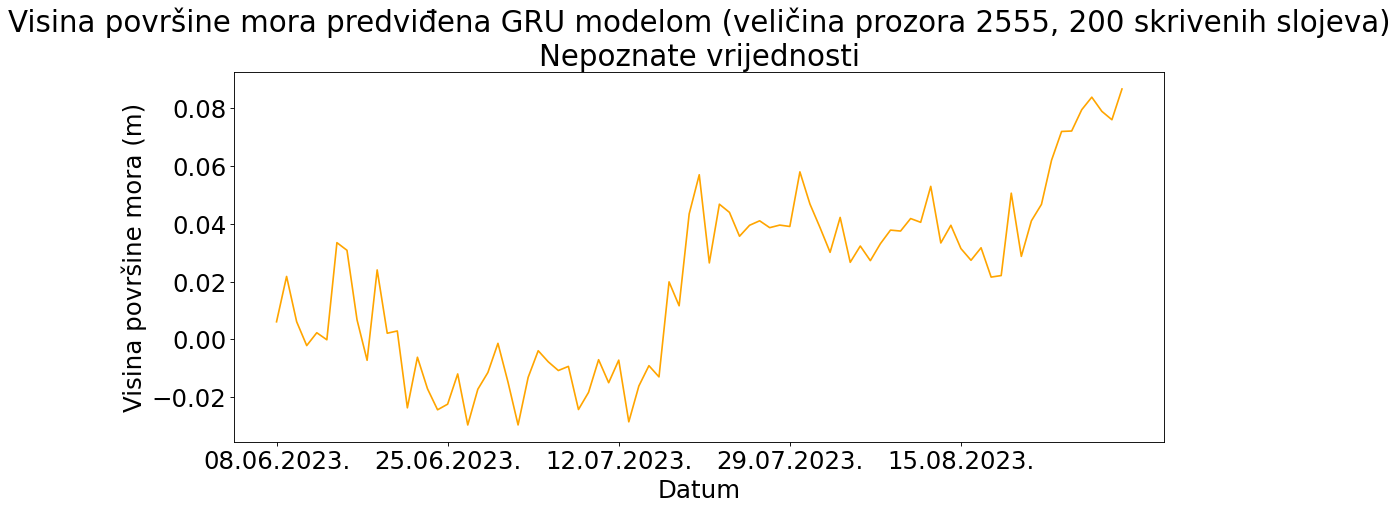 Visina površine mora predviđena GRU modelom (veličina prozora 2555, 200 skrivenih slojeva)
Nepoznate vrijednosti
Visina površine mora (m)
0.08
0.06
0.04
0.02
0.00
−0.02
08.06.2023. 25.06.2023. 12.07.2023. 29.07.2023. 15.08.2023.
Datum